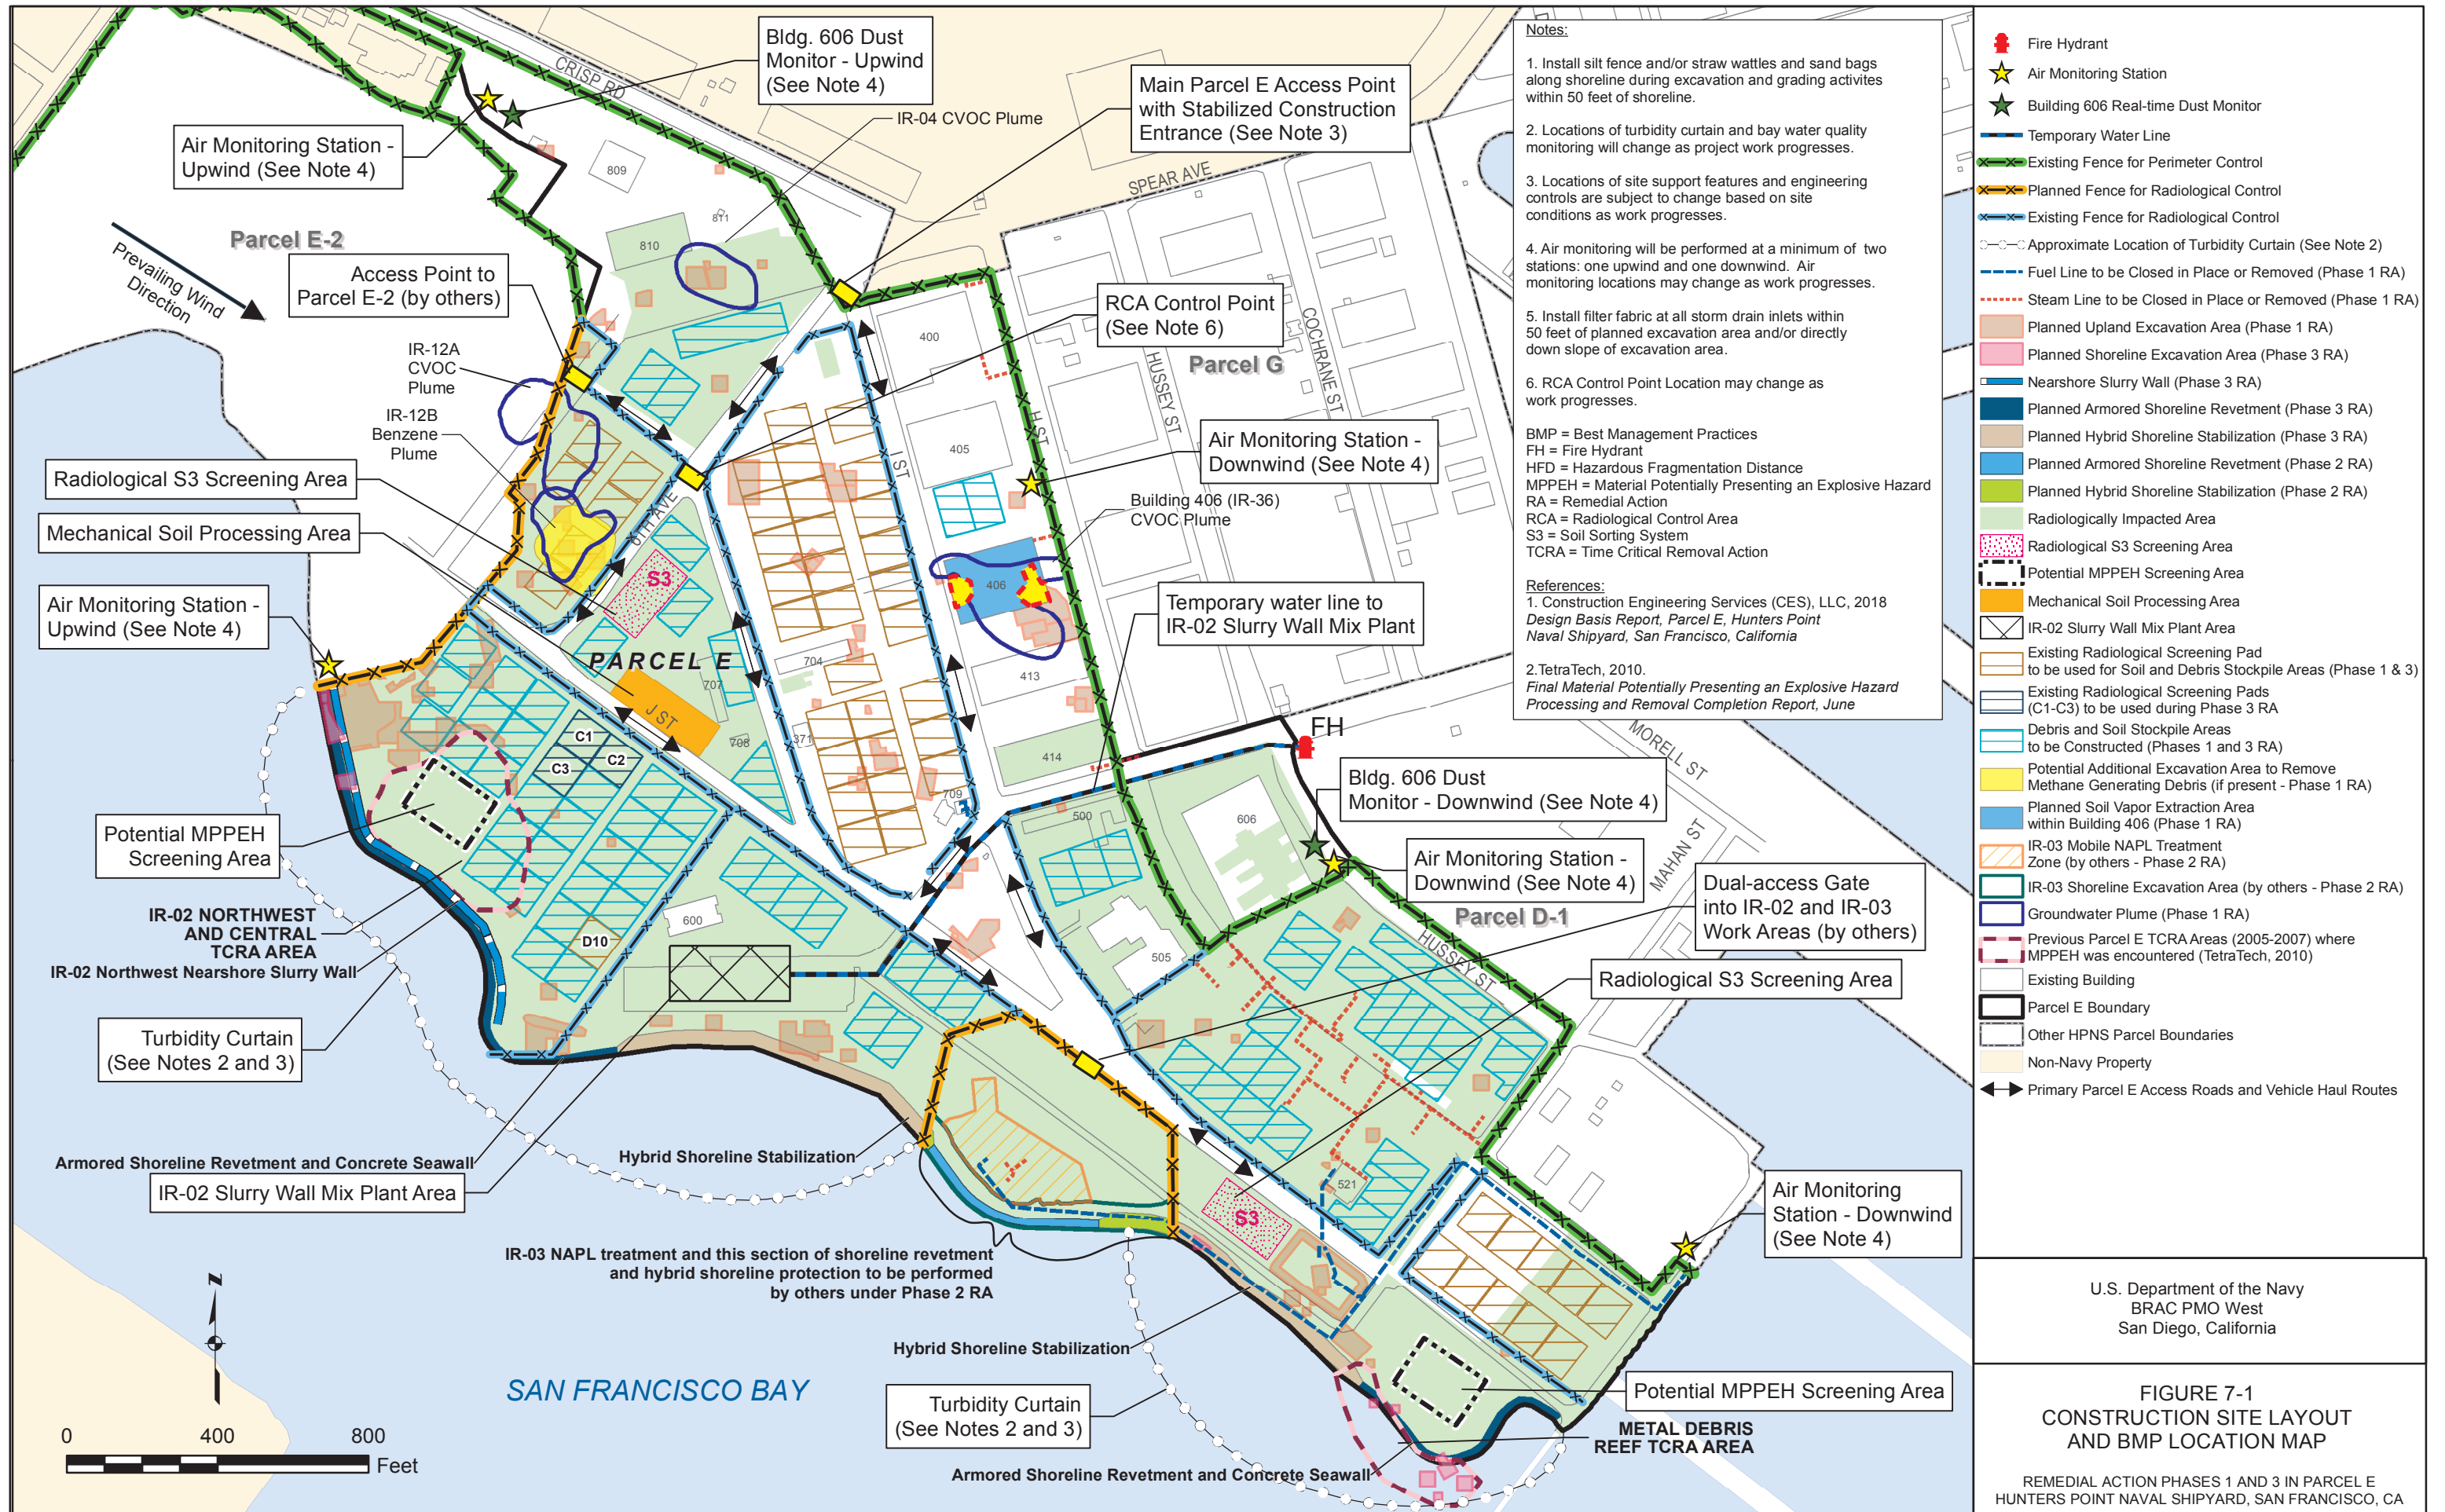 Bldg. 606 Dust
Monitor - Upwind
(See Note 4)
CRISP RD
Main Parcel E Access Point
with Stabilized Construction
Entrance (See Note 3)
IR-04 CVOC Plume
Air Monitoring Station -
Upwind (See Note 4)
809
811
810
SPEAR AVE
Parcel E-2
Prevailing Wind
Direction
Access Point to
Parcel E-2 (by others)
RCA Control Point
(See Note 6)
COCHRANE ST
HUSSEY ST
Parcel G
400
IR-12A
CVOC
Plume
IR-12B
Benzene
Plume
H ST
I ST
405
Air Monitoring Station -
Downwind (See Note 4)
Radiological S3 Screening Area
Building 406 (IR-36)
CVOC Plume
Mechanical Soil Processing Area
6TH AVE
S3
406
Air Monitoring Station -
Upwind (See Note 4)
Temporary water line to
IR-02 Slurry Wall Mix Plant
PARCEL E
704
707
413
J ST
FH
C1
C2
C3
708
371
414
MORELL ST
Bldg. 606 Dust
Monitor - Downwind (See Note 4)
709
500
606
Potential MPPEH
Screening Area
MAHAN ST
Air Monitoring Station -
Downwind (See Note 4)
Dual-access Gate
into IR-02 and IR-03
Work Areas (by others)
IR-02 NORTHWEST
AND CENTRAL
TCRA AREA
600
Parcel D-1
D10
HUSSEY ST
IR-02 Northwest Nearshore Slurry Wall
505
Radiological S3 Screening Area
Turbidity Curtain
(See Notes 2 and 3)
Armored Shoreline Revetment and Concrete Seawall
Hybrid Shoreline Stabilization
IR-02 Slurry Wall Mix Plant Area
521
S3
Air Monitoring
Station - Downwind
(See Note 4)
IR-03 NAPL treatment and this section of shoreline revetment
and hybrid shoreline protection to be performed
by others under Phase 2 RA
N
Hybrid Shoreline Stabilization
SAN FRANCISCO BAY
Potential MPPEH Screening Area
Turbidity Curtain
(See Notes 2 and 3)
METAL DEBRIS
REEF TCRA AREA
0 400 800
Feet
Armored Shoreline Revetment and Concrete Seawall
Notes:
1. Install silt fence and/or straw wattles and sand bags
along shoreline during excavation and grading activites
within 50 feet of shoreline.
2. Locations of turbidity curtain and bay water quality
monitoring will change as project work progresses.
3. Locations of site support features and engineering
controls are subject to change based on site
conditions as work progresses.
4. Air monitoring will be performed at a minimum of two
stations: one upwind and one downwind. Air
monitoring locations may change as work progresses.
5. Install filter fabric at all storm drain inlets within
50 feet of planned excavation area and/or directly
down slope of excavation area.
6. RCA Control Point Location may change as
work progresses.
BMP = Best Management Practices
FH = Fire Hydrant
HFD = Hazardous Fragmentation Distance
MPPEH = Material Potentially Presenting an Explosive Hazard
RA = Remedial Action
RCA = Radiological Control Area
S3 = Soil Sorting System
TCRA = Time Critical Removal Action
References:
1. Construction Engineering Services (CES), LLC, 2018
Design Basis Report, Parcel E, Hunters Point
Naval Shipyard, San Francisco, California
2.TetraTech, 2010.
Final Material Potentially Presenting an Explosive Hazard
Processing and Removal Completion Report, June
Fire Hydrant
Air Monitoring Station
Building 606 Real-time Dust Monitor
Temporary Water Line
Existing Fence for Perimeter Control
Planned Fence for Radiological Control
Existing Fence for Radiological Control
Approximate Location of Turbidity Curtain (See Note 2)
Fuel Line to be Closed in Place or Removed (Phase 1 RA)
Steam Line to be Closed in Place or Removed (Phase 1 RA)
Planned Upland Excavation Area (Phase 1 RA)
Planned Shoreline Excavation Area (Phase 3 RA)
Nearshore Slurry Wall (Phase 3 RA)
Planned Armored Shoreline Revetment (Phase 3 RA)
Planned Hybrid Shoreline Stabilization (Phase 3 RA)
Planned Armored Shoreline Revetment (Phase 2 RA)
Planned Hybrid Shoreline Stabilization (Phase 2 RA)
Radiologically Impacted Area
Radiological S3 Screening Area
Potential MPPEH Screening Area
Mechanical Soil Processing Area
IR-02 Slurry Wall Mix Plant Area
Existing Radiological Screening Pad
to be used for Soil and Debris Stockpile Areas (Phase 1 & 3)
Existing Radiological Screening Pads
(C1-C3) to be used during Phase 3 RA
Debris and Soil Stockpile Areas
to be Constructed (Phases 1 and 3 RA)
Potential Additional Excavation Area to Remove
Methane Generating Debris (if present - Phase 1 RA)
Planned Soil Vapor Extraction Area
within Building 406 (Phase 1 RA)
IR-03 Mobile NAPL Treatment
Zone (by others - Phase 2 RA)
IR-03 Shoreline Excavation Area (by others - Phase 2 RA)
Groundwater Plume (Phase 1 RA)
Previous Parcel E TCRA Areas (2005-2007) where
MPPEH was encountered (TetraTech, 2010)
Existing Building
Parcel E Boundary
Other HPNS Parcel Boundaries
Non-Navy Property
Primary Parcel E Access Roads and Vehicle Haul Routes
U.S. Department of the Navy
BRAC PMO West
San Diego, California
FIGURE 7-1
CONSTRUCTION SITE LAYOUT
AND BMP LOCATION MAP
REMEDIAL ACTION PHASES 1 AND 3 IN PARCEL E
HUNTERS POINT NAVAL SHIPYARD, SAN FRANCISCO, CA